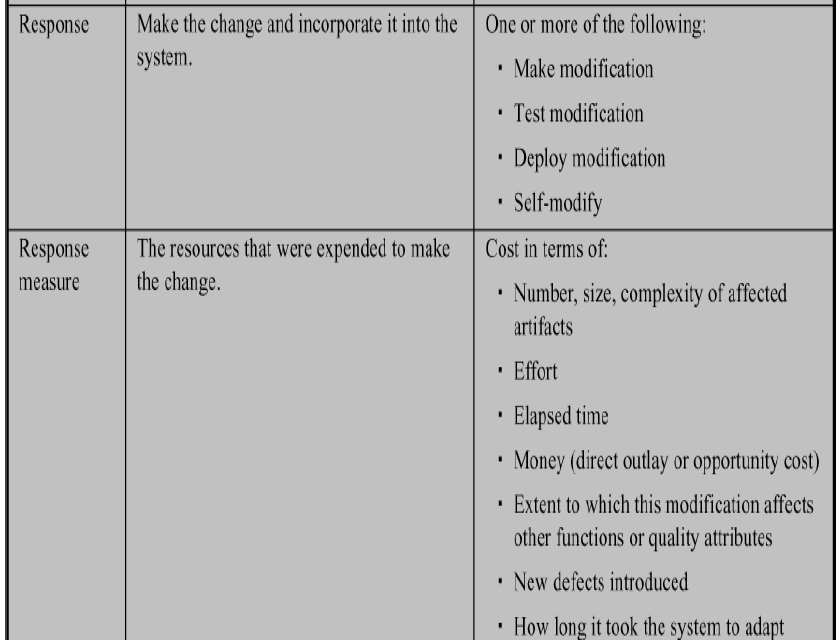 Response
Make the change and incorporate it into the
system.
One or more of the following:
▪ Make modification
▪ Test modification
▪ Deploy modification
▪ Self-modify
Response
measure
The resources that were expended to make
the change.
Cost in terms of:
▪ Number, size, complexity of affected
artifacts
▪ Effort
▪ Elapsed time
▪ Money (direct outlay or opportunity cost)
▪ Extent to which this modification affects
other functions or quality attributes
▪ New defects introduced
▪ How long it took the system to adapt